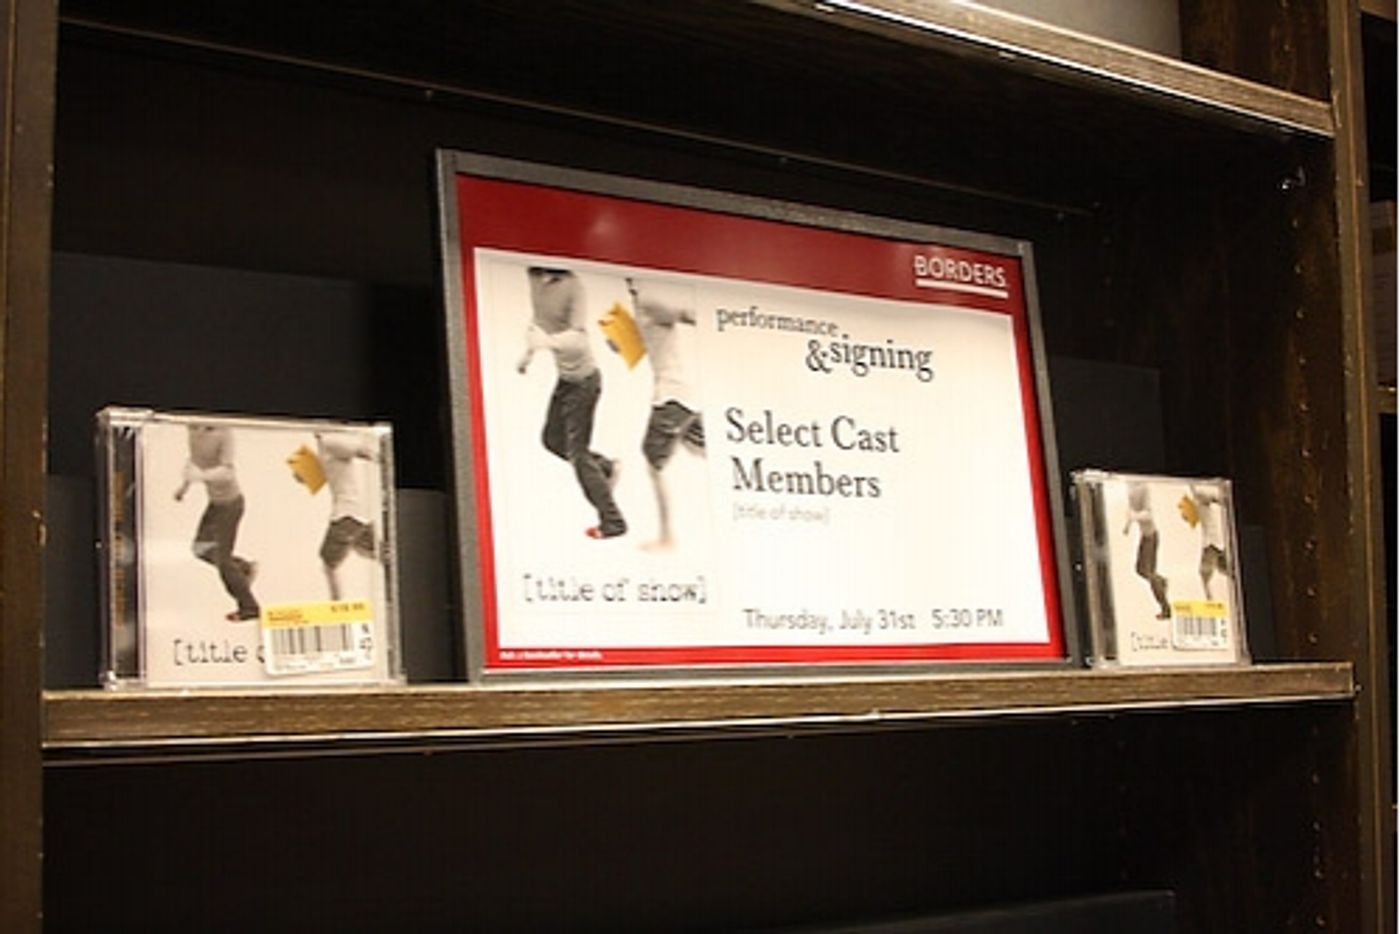 BORDERS
performance
&signing
Select Cast
Members
[title of show]
[title of show]
Thursday, July 31st 5:30 PM
[title
[title